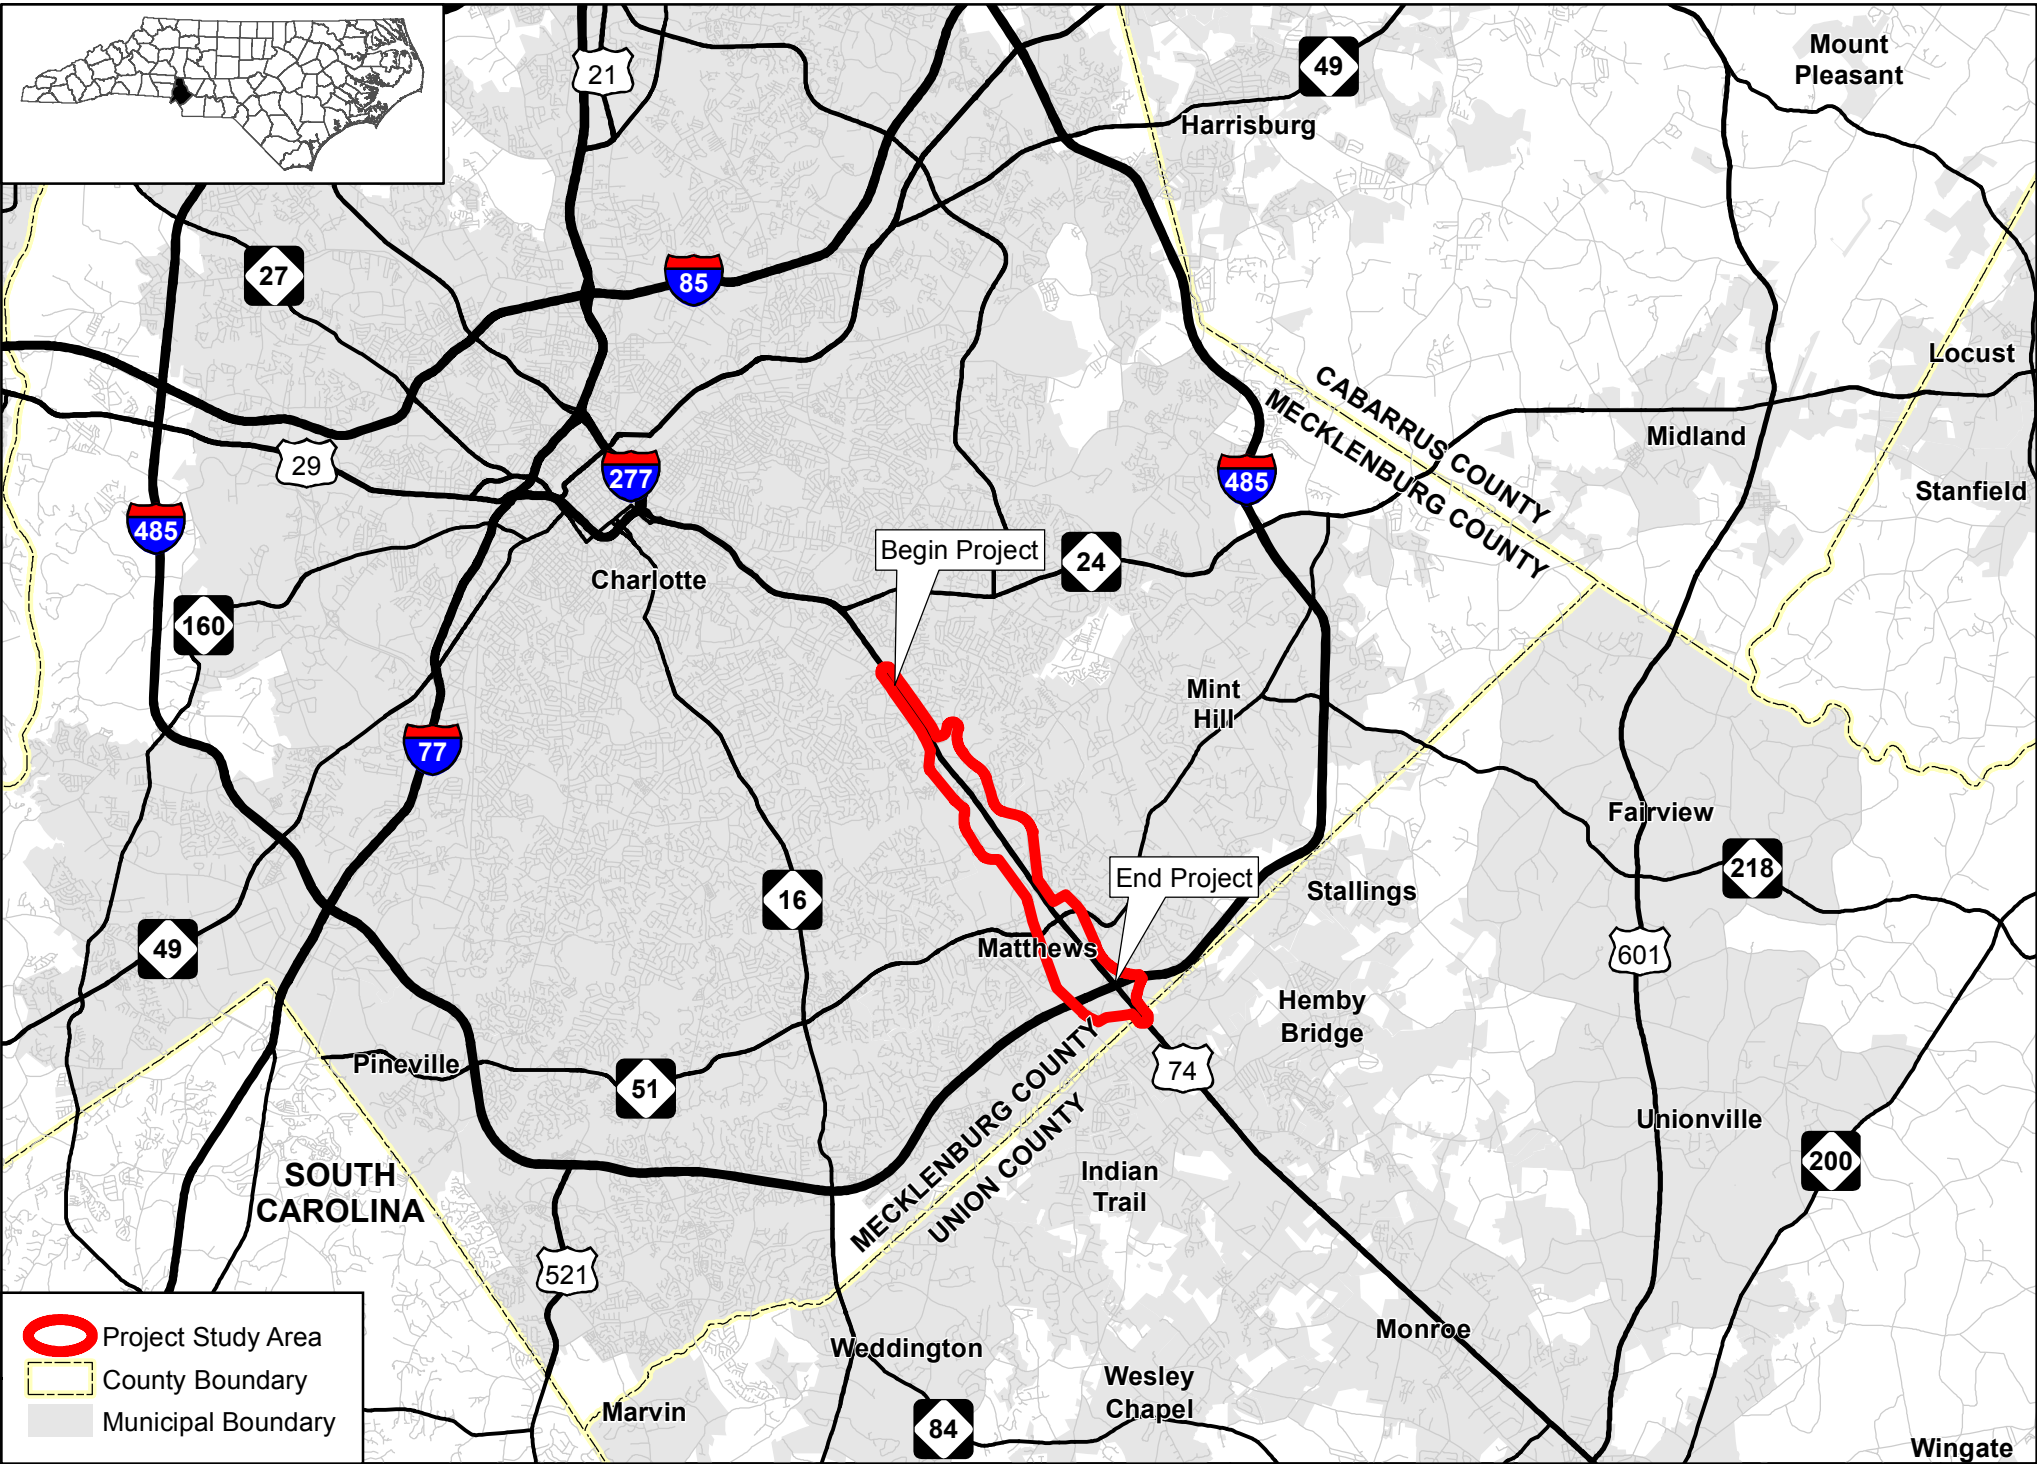 21
49
Mount
Pleasant
Harrisburg
27
85
Locust
CABARRUS COUNTY
MECKLENBURG COUNTY
Midland
29
277
485
Stanfield
485
Begin Project
24
Charlotte
160
Mint
Hill
77
Fairview
218
End Project
Stallings
16
49
Matthews
601
Hemby
Bridge
Pineville
51
74
MECKLENBURG COUNTY
UNION COUNTY
Unionville
200
SOUTH
CAROLINA
Indian
Trail
521
Project Study Area
County Boundary
Municipal Boundary
Monroe
Weddington
Wesley
Chapel
Marvin
84
Wingate